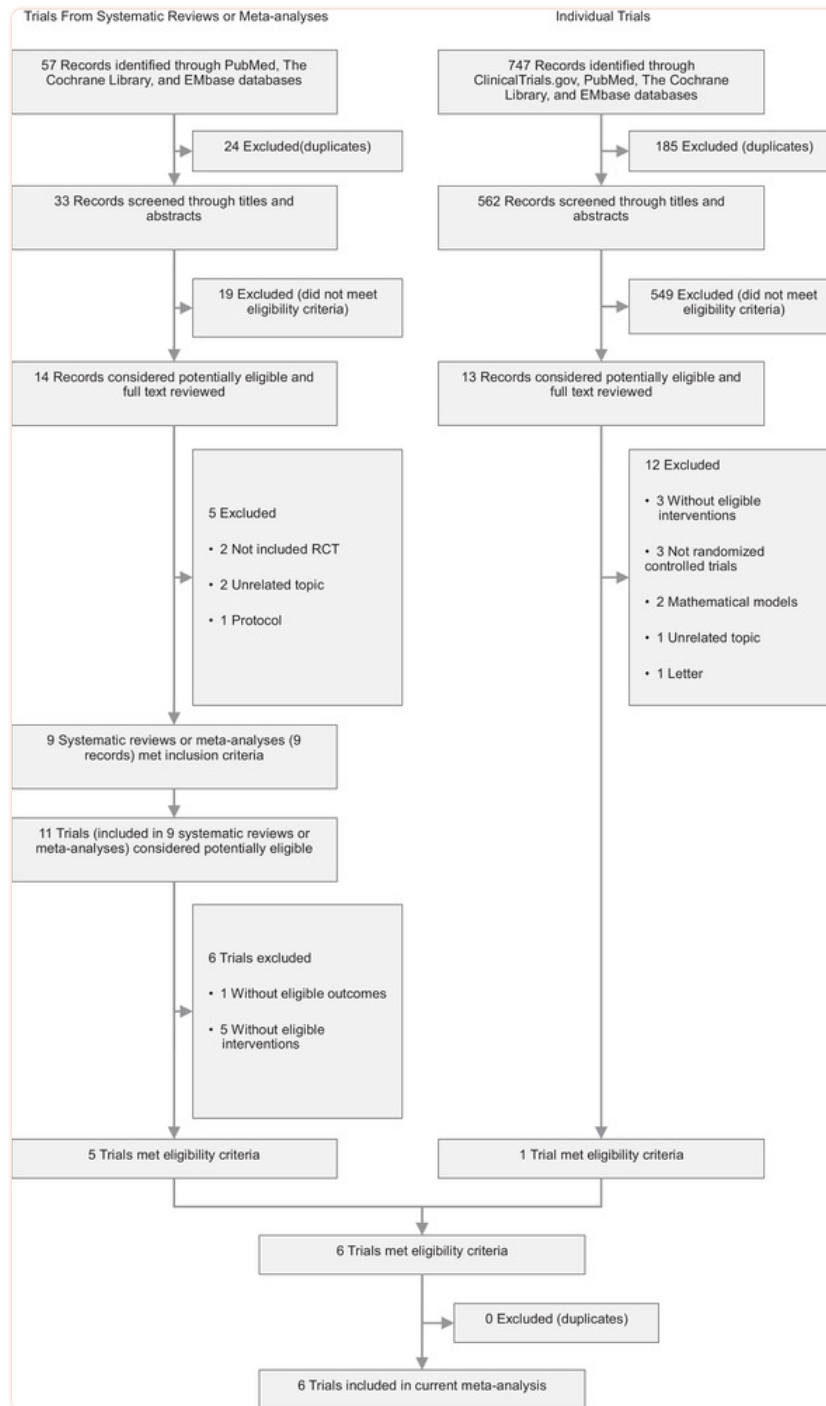 Trials From Systematic Reviews or Meta-analyses
Individual Trials
57 Records identified through PubMed, The
Cochrane Library, and EMbase databases
747 Records identified through
ClinicalTrials.gov, PubMed, The Cochrane
Library, and EMbase databases
24 Excluded(duplicates)
185 Excluded (duplicates)
33 Records screened through titles and
abstracts
562 Records screened through titles and
abstracts
19 Excluded (did not meet
eligibility criteria)
549 Excluded (did not meet
eligibility criteria)
14 Records considered potentially eligible and
full text reviewed
13 Records considered potentially eligible and
full text reviewed
5 Excluded
• 2 Not included RCT
• 2 Unrelated topic
• 1 Protocol
12 Excluded
• 3 Without eligible
interventions
• 3 Not randomized
controlled trials
• 2 Mathematical models
• 1 Unrelated topic
• 1 Letter
9 Systematic reviews or meta-analyses (9
records) met inclusion criteria
11 Trials (included in 9 systematic reviews or
meta-analyses) considered potentially eligible
6 Trials excluded
• 1 Without eligible outcomes
• 5 Without eligible
interventions
5 Trials met eligibility criteria
1 Trial met eligibility criteria
6 Trials met eligibility criteria
0 Excluded (duplicates)
6 Trials included in current meta-analysis